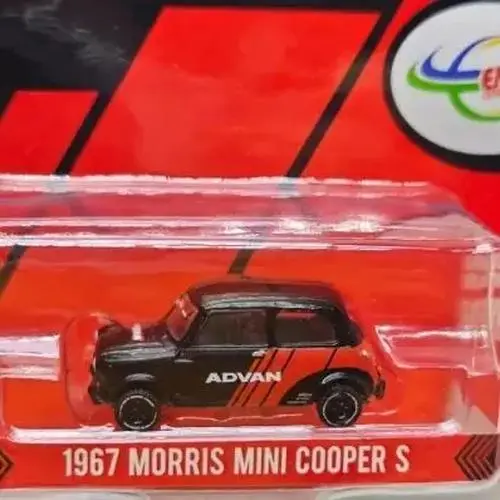 ADVAN
1967 MORRIS MINI COOPER S